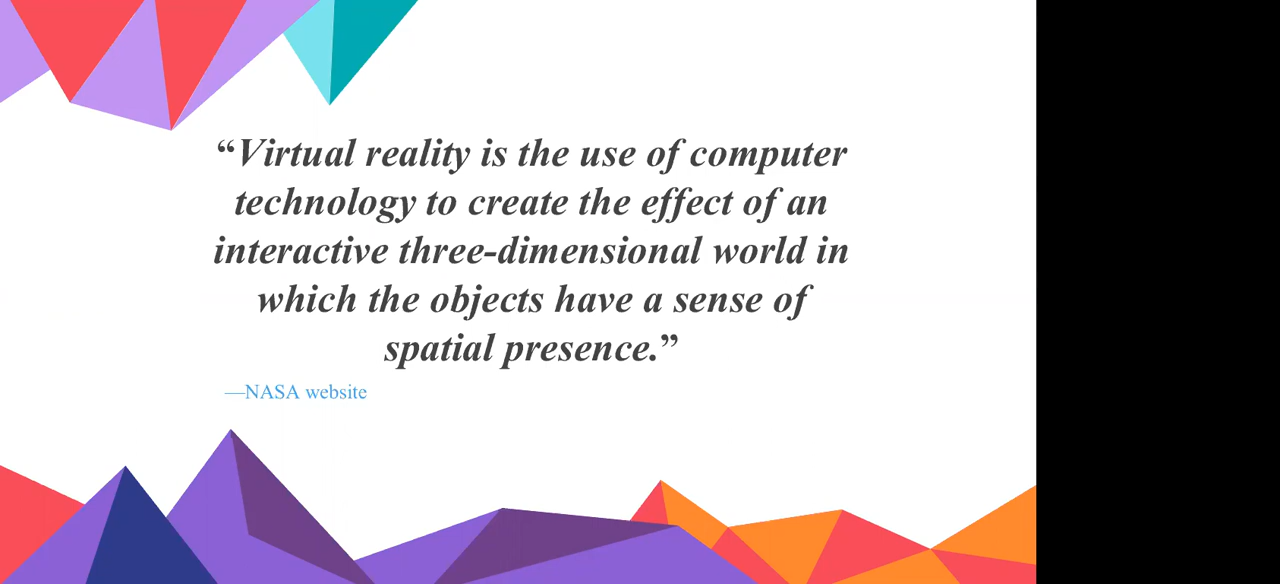 “Virtual reality is the use of computer
technology to create the effect of an
interactive three-dimensional world in
which the objects have a sense of
spatial presence.”
—NASA website